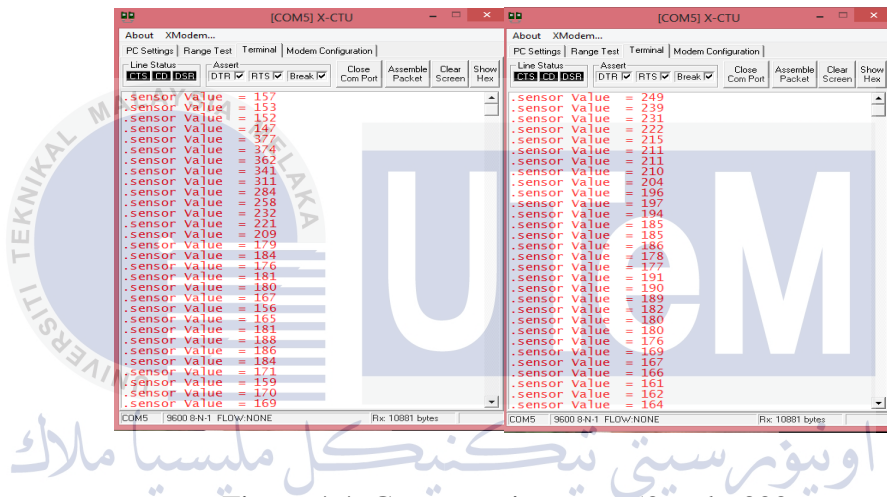 [COM5] X-CTU
About XModem...
PC Settings Range Test Terminal Modem Configuration
Line Status Assert
CTS CD DSR DTR RTS Break Close Com Port Assemble Packet Clear Screen Show Hex
.sensor Value = 157
.sensor Value = 153
.sensor Value = 152
.sensor Value = 147
.sensor Value = 377
.sensor Value = 374
.sensor Value = 362
.sensor Value = 341
.sensor Value = 311
.sensor Value = 284
.sensor Value = 258
.sensor Value = 232
.sensor Value = 221
.sensor Value = 209
.sensor Value = 179
.sensor Value = 184
.sensor Value = 176
.sensor Value = 181
.sensor Value = 180
.sensor Value = 167
.sensor Value = 156
.sensor Value = 165
.sensor Value = 181
.sensor Value = 188
.sensor Value = 186
.sensor Value = 184
.sensor Value = 171
.sensor Value = 159
.sensor Value = 170
.sensor Value = 169
COM5 9600 8-N-1 FLOW:NONE Rx: 10881 bytes
[COM5] X-CTU
About XModem...
PC Settings Range Test Terminal Modem Configuration
Line Status Assert
CTS CD DSR DTR RTS Break Close Com Port Assemble Packet Clear Screen Show Hex
.sensor Value = 249
.sensor Value = 239
.sensor Value = 231
.sensor Value = 222
.sensor Value = 215
.sensor Value = 211
.sensor Value = 211
.sensor Value = 210
.sensor Value = 204
.sensor Value = 196
.sensor Value = 197
.sensor Value = 194
.sensor Value = 185
.sensor Value = 185
.sensor Value = 186
.sensor Value = 178
.sensor Value = 177
.sensor Value = 191
.sensor Value = 190
.sensor Value = 189
.sensor Value = 182
.sensor Value = 180
.sensor Value = 180
.sensor Value = 176
.sensor Value = 169
.sensor Value = 167
.sensor Value = 166
.sensor Value = 161
.sensor Value = 162
.sensor Value = 164
COM5 9600 8-N-1 FLOW:NONE Rx: 10881 bytes
UTeM
اونيۏرسيتي تيکنيکل مليسيا ملاک